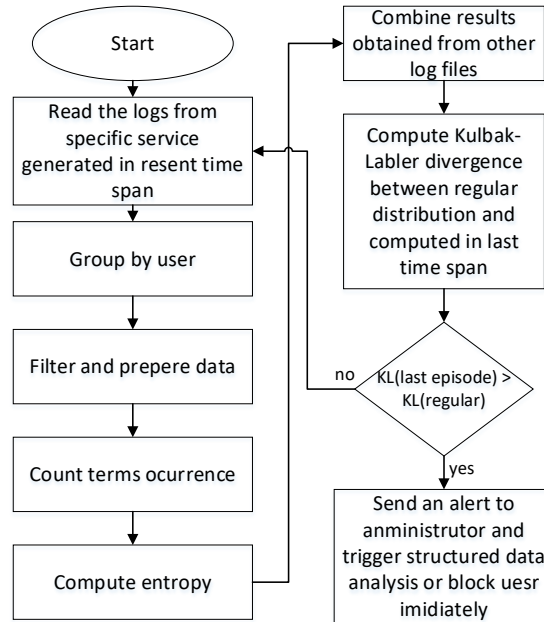 Start
Read the logs from
specific service
generated in resent time
span
Group by user
Filter and prepere data
Count terms ocurrence
Compute entropy
Combine results
obtained from other
log files
Compute Kulbak-
Labler divergence
between regular
distribution and
computed in last
time span
no
KL(last episode) >
KL(regular)
yes
Send an alert to
anministrutor and
trigger structured data
analysis or block uesr
imidiately